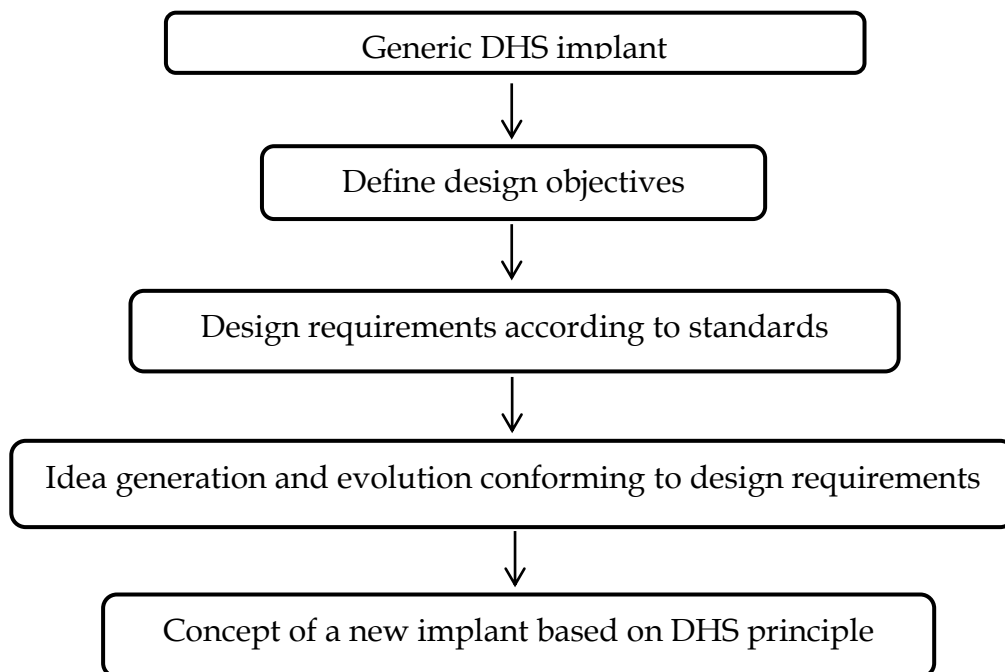 Generic DHS implant
Define design objectives
Design requirements according to standards
Idea generation and evolution conforming to design requirements
Concept of a new implant based on DHS principle